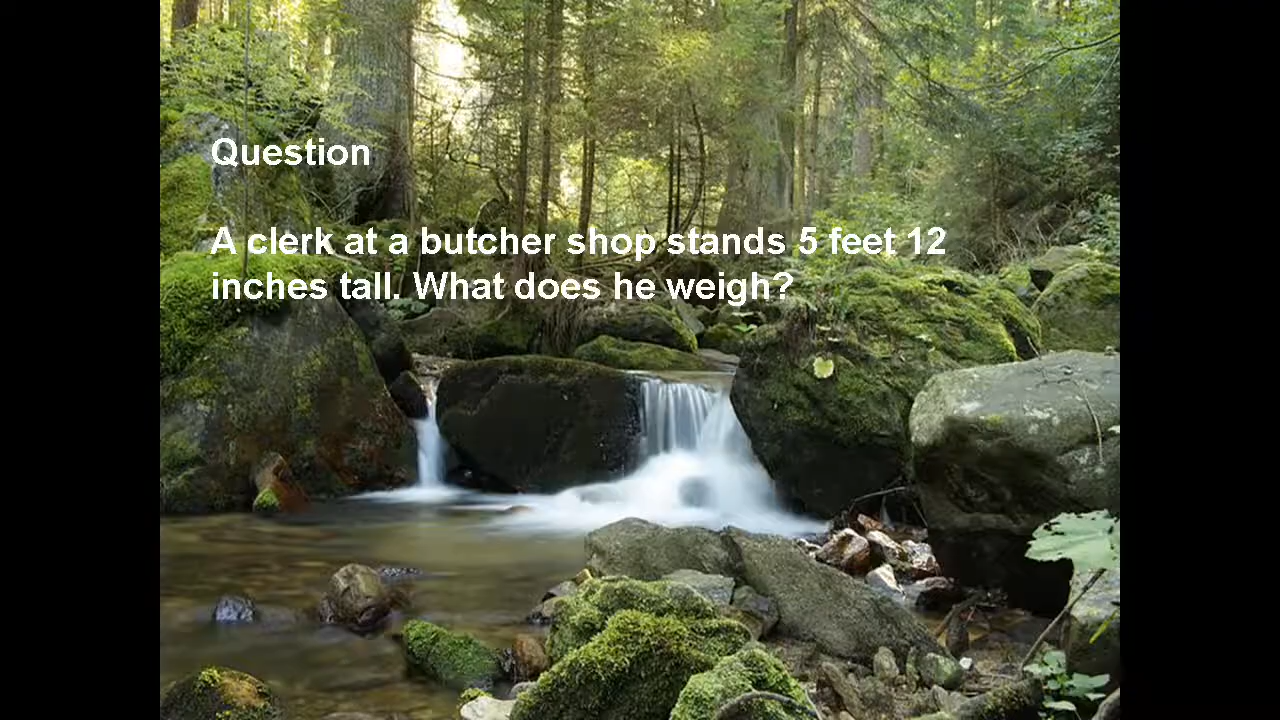 Question
A clerk at a butcher shop stands 5 feet 12
inches tall. What does he weigh?